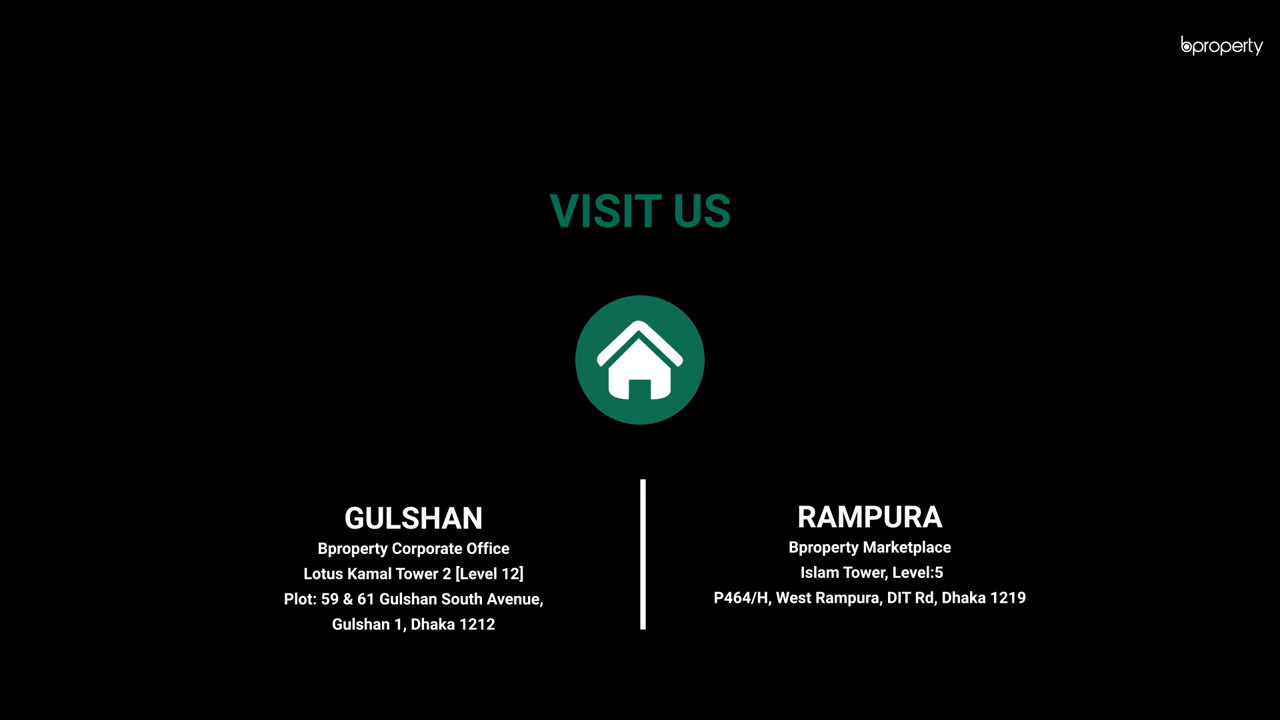 bproperty
VISIT US
GULSHAN
Bproperty Corporate Office
Lotus Kamal Tower 2 [Level 12]
Plot: 59 & 61 Gulshan South Avenue,
Gulshan 1, Dhaka 1212
RAMPURA
Bproperty Marketplace
Islam Tower, Level:5
P464/H, West Rampura, DIT Rd, Dhaka 1219